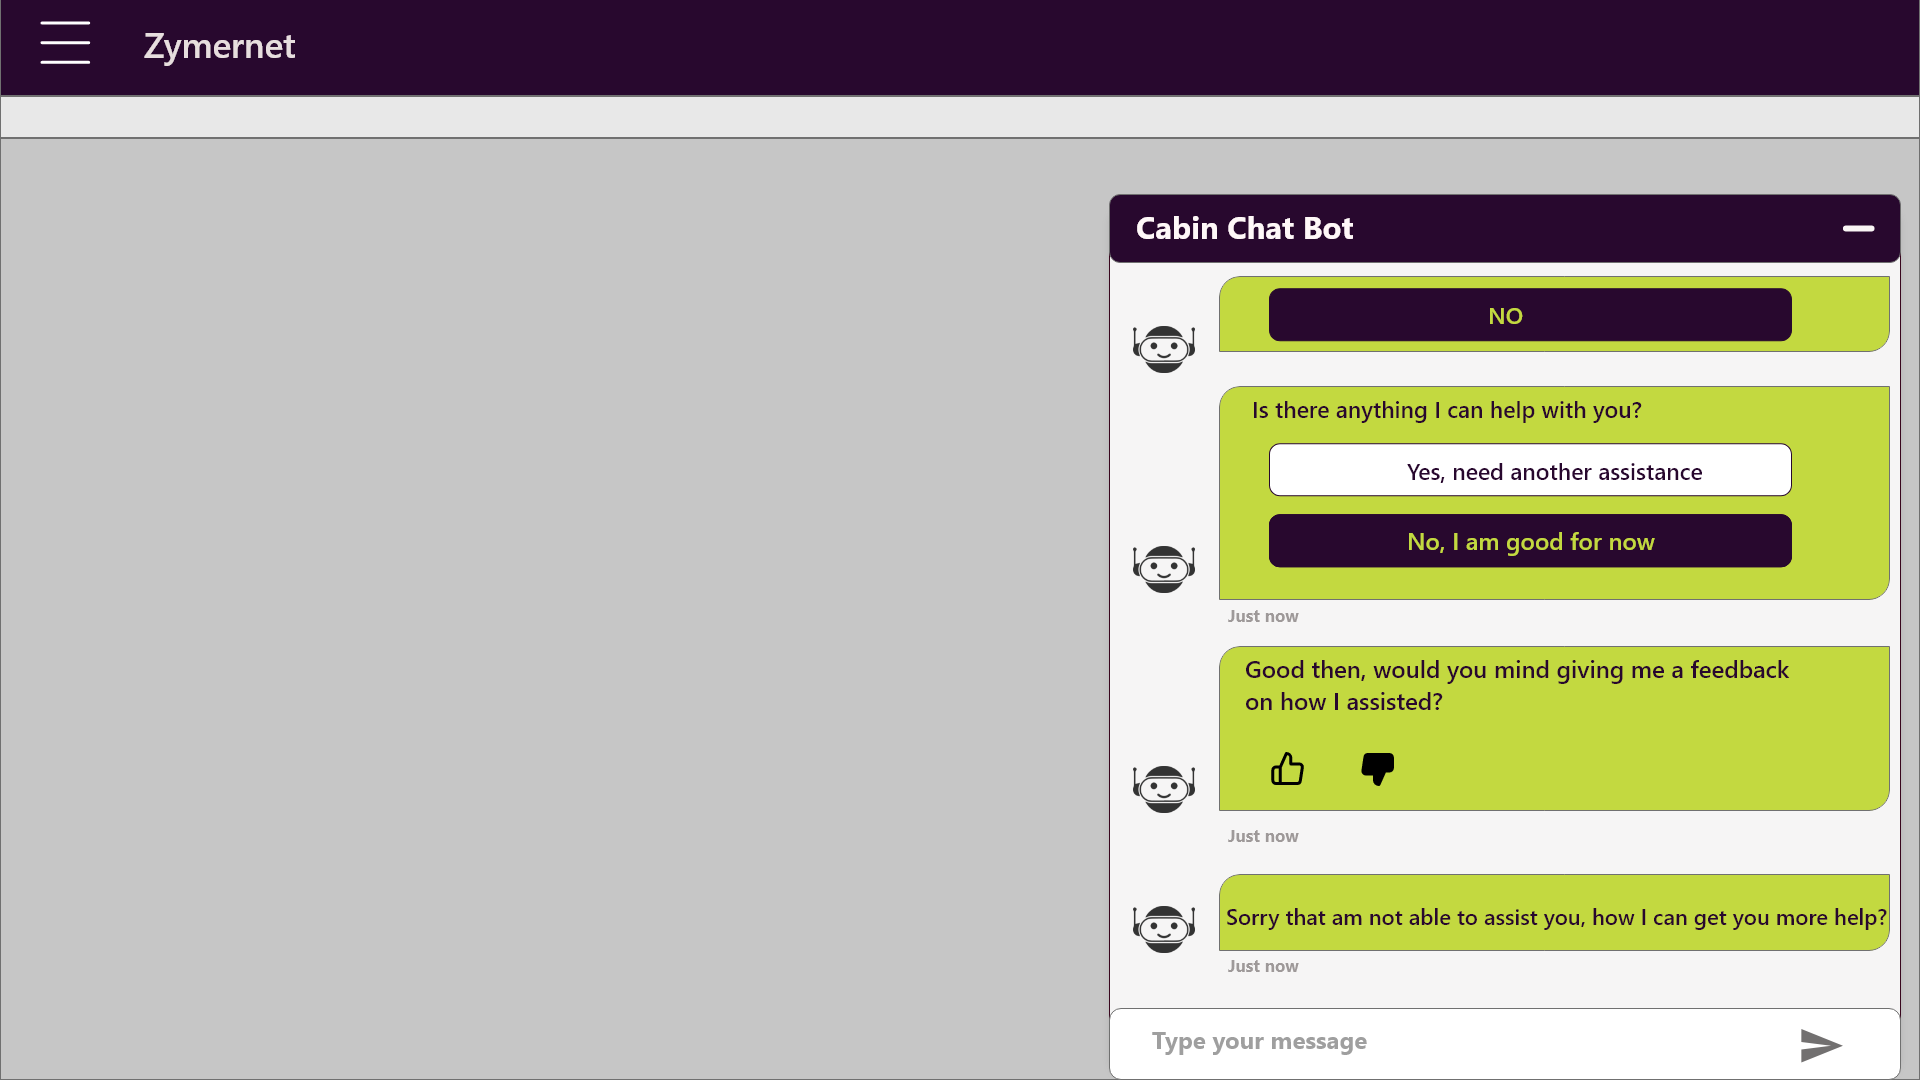 Zymernet
Cabin Chat Bot
NO
Is there anything I can help with you?
Yes, need another assistance
No, I am good for now
Just now
Good then, would you mind giving me a feedback
on how I assisted?
Just now
Sorry that am not able to assist you, how I can get you more help?
Just now
Type your message